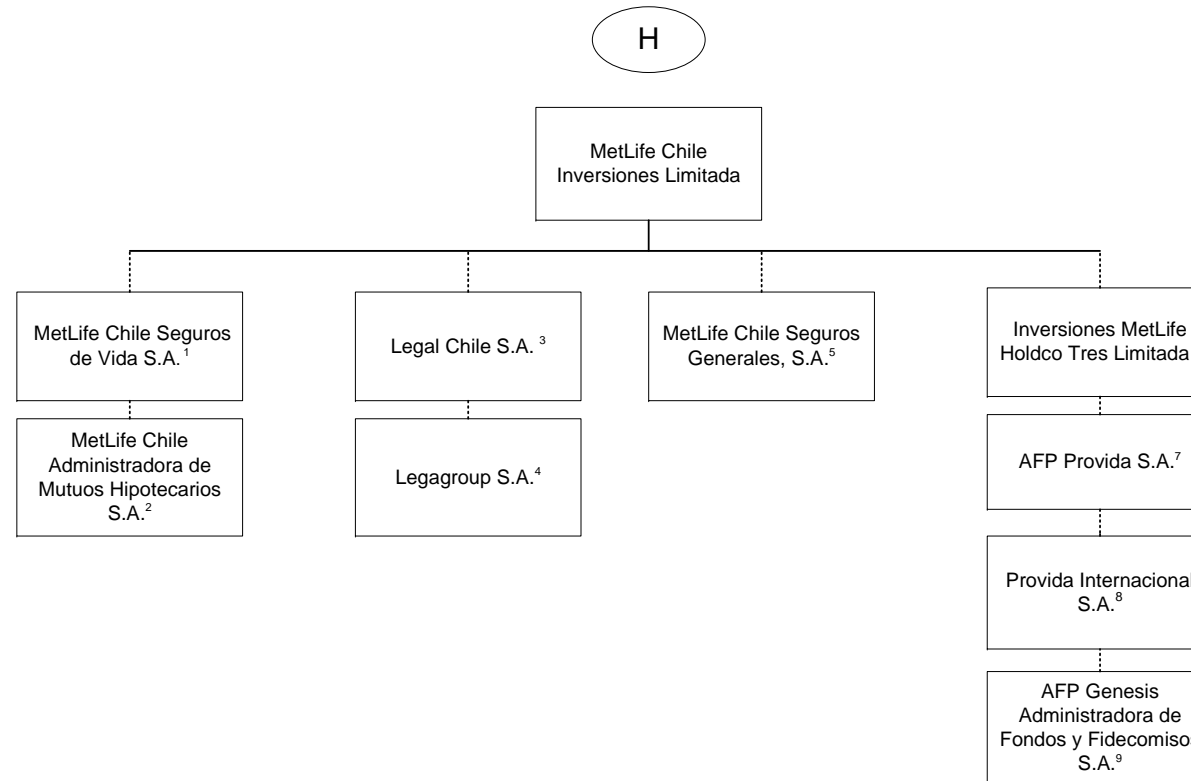 H
MetLife Chile
Inversiones Limitada
MetLife Chile Seguros
de Vida S.A. 1
Legal Chile S.A. 3
MetLife Chile Seguros
Generales, S.A.5
Inversiones MetLife
Holdco Tres Limitada
MetLife Chile
Administradora de
Mutuos Hipotecarios
S.A.2
Legagroup S.A.4
AFP Provida S.A.7
Provida Internacional
S.A.8
AFP Genesis
Administradora de
Fondos y Fidecomisos
S.A.9